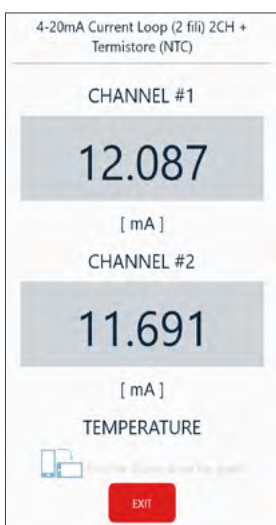 4-20mA Current Loop (2 fili) 2CH +
Termistore (NTC)
CHANNEL #1
12.087
[ mA ]
CHANNEL #2
11.691
[ mA ]
TEMPERATURE
EXIT